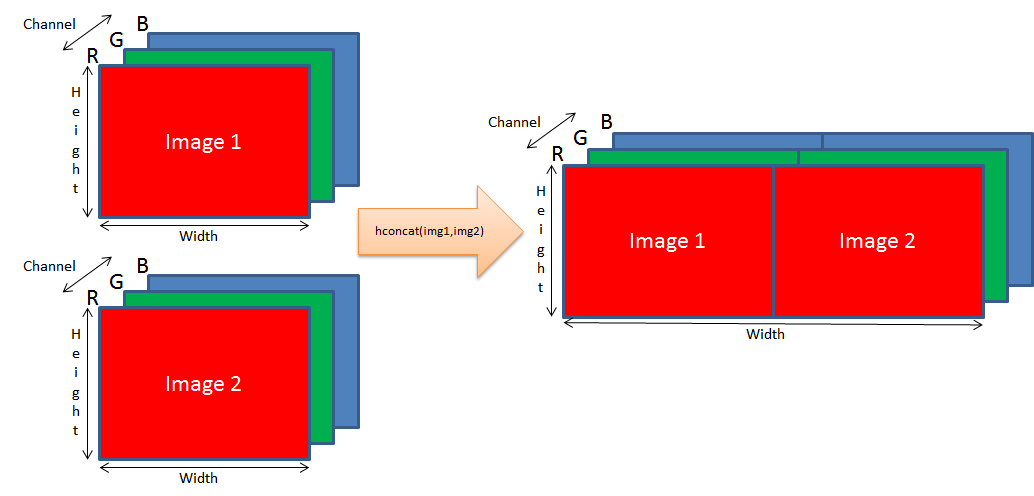 Channel
B
G
R
Height
Image 1
Width
Channel
B
G
R
Height
Image 2
Width
hconcat(img1,img2)
Channel
B
G
R
Height
Image 1
Image 2
Width